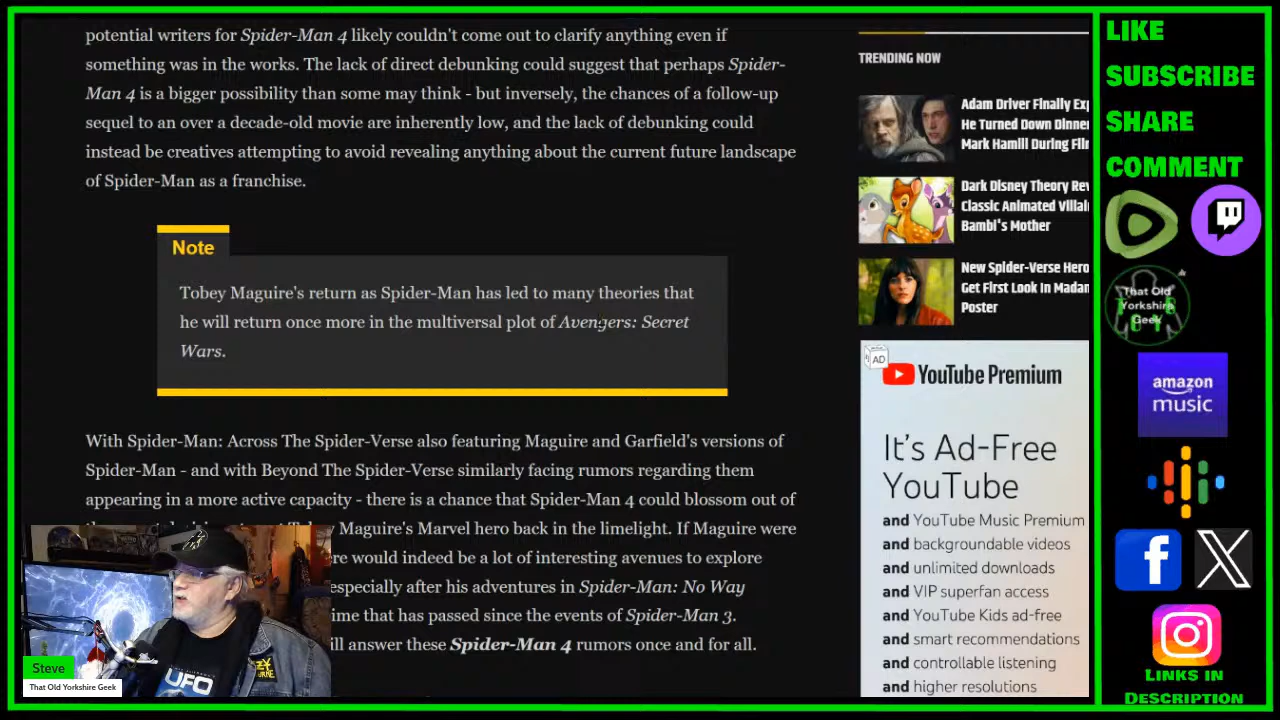 potential writers for Spider-Man 4 likely couldn't come out to clarify anything even if
something was in the works. The lack of direct debunking could suggest that perhaps Spider-
Man 4 is a bigger possibility than some may think - but inversely, the chances of a follow-up
sequel to an over a decade-old movie are inherently low, and the lack of debunking could
instead be creatives attempting to avoid revealing anything about the current future landscape
of Spider-Man as a franchise.
Note
Tobey Maguire's return as Spider-Man has led to many theories that
he will return once more in the multiversal plot of Avengers: Secret
Wars.
With Spider-Man: Across The Spider-Verse also featuring Maguire and Garfield's versions of
Spider-Man - and with Beyond The Spider-Verse similarly facing rumors regarding them
appearing in a more active capacity - there is a chance that Spider-Man 4 could blossom out of
Maguire's Marvel hero back in the limelight. If Maguire were
re would indeed be a lot of interesting avenues to explore
especially after his adventures in Spider-Man: No Way
ime that has passed since the events of Spider-Man 3.
ill answer these Spider-Man 4 rumors once and for all.
Steve
That Old Yorkshire Geek
UFO
TRENDING NOW
Adam Driver Finally Exp
He Turned Down Dinne
Mark Hamill During Fil
Dark Disney Theory Rev
Classic Animated Villai
Bambi's Mother
New Spider-Verse Hero
Get First Look In Madan
Poster
AD
YouTube Premium
It's Ad-Free
YouTube
and YouTube Music Premium
and backgroundable videos
and unlimited downloads
and VIP superfan access
and YouTube Kids ad-free
and smart recommendations
and controllable listening
and higher resolutions
LIKE
SUBSCRIBE
SHARE
COMMENT
That Old
Yorkshire
Geek
amazon
music
LINKS IN
DESCRIPTION